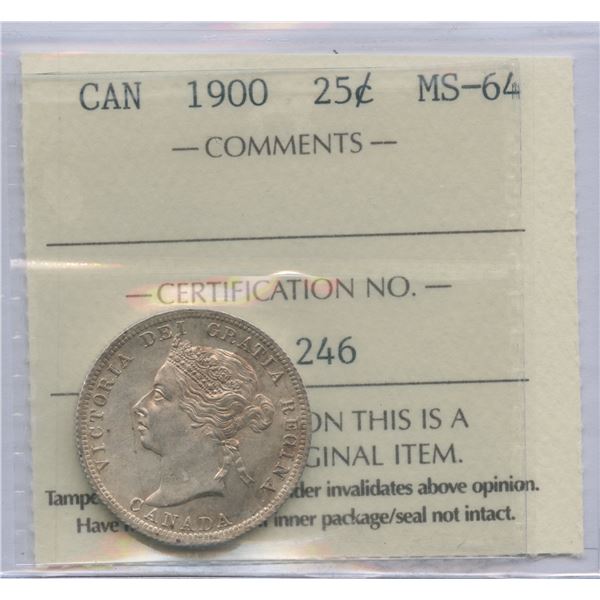 CAN 1900 25¢ MS-64
— COMMENTS —
— CERTIFICATION NO. —
246
VICTORIA DEI GRATIA REGINA
CANADA
ON THIS IS A
GINAL ITEM.
invalidates above opinion.
Have inner package/seal not intact.